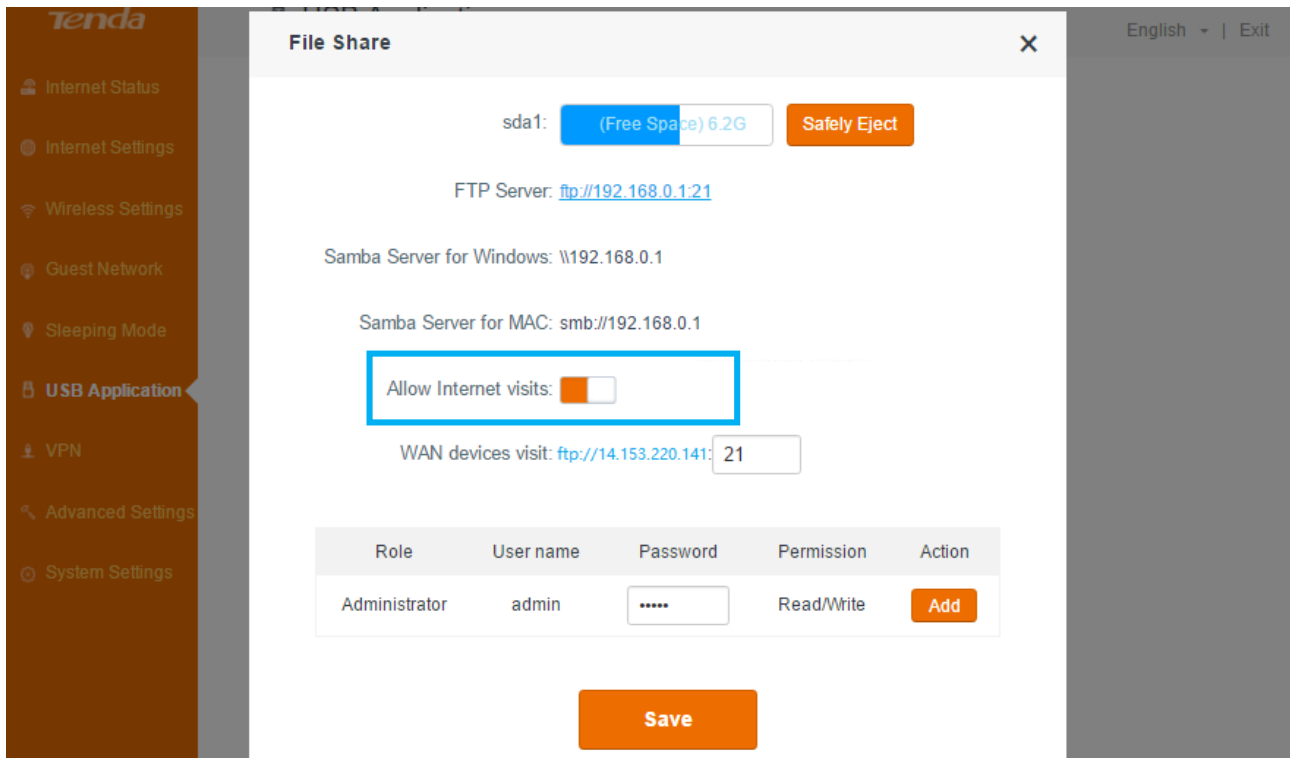 Tenda
English | Exit
Internet Status
Internet Settings
Wireless Settings
Guest Network
Sleeping Mode
USB Application
VPN
Advanced Settings
System Settings
File Share
sda1: (Free Space) 6.2G Safely Eject
FTP Server: ftp://192.168.0.1:21
Samba Server for Windows: \\192.168.0.1
Samba Server for MAC: smb://192.168.0.1
Allow Internet visits:
WAN devices visit: ftp://14.153.220.141: 21
Role User name Password Permission Action
Administrator admin ••••• Read/Write Add
Save